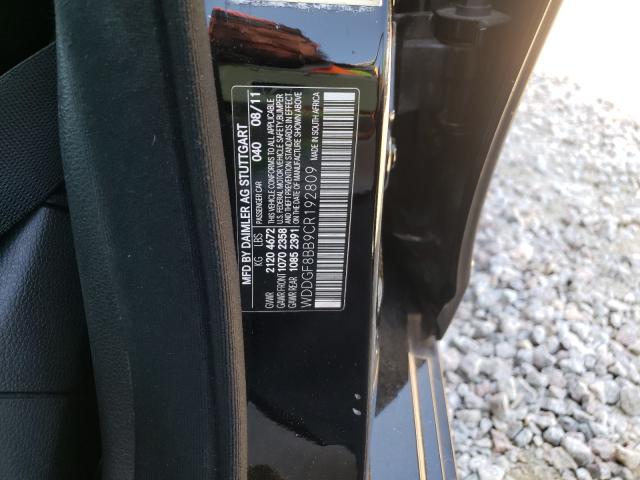 MFD BY DAIMLER AG STUTTGART
PASSENGER CAR 040 08/11
THIS VEHICLE CONFORMS TO ALL APPLICABLE
U.S. FEDERAL MOTOR VEHICLE SAFETY, BUMPER
AND THEFT PREVENTION STANDARDS IN EFFECT
ON THE DATE OF MANUFACTURE SHOWN ABOVE
MADE IN SOUTH AFRICA
KG LBS
GVWR 2120 4672
GAWR FRONT 1070 2358
GAWR REAR 1085 2391
WDDGF8BB9CR192809